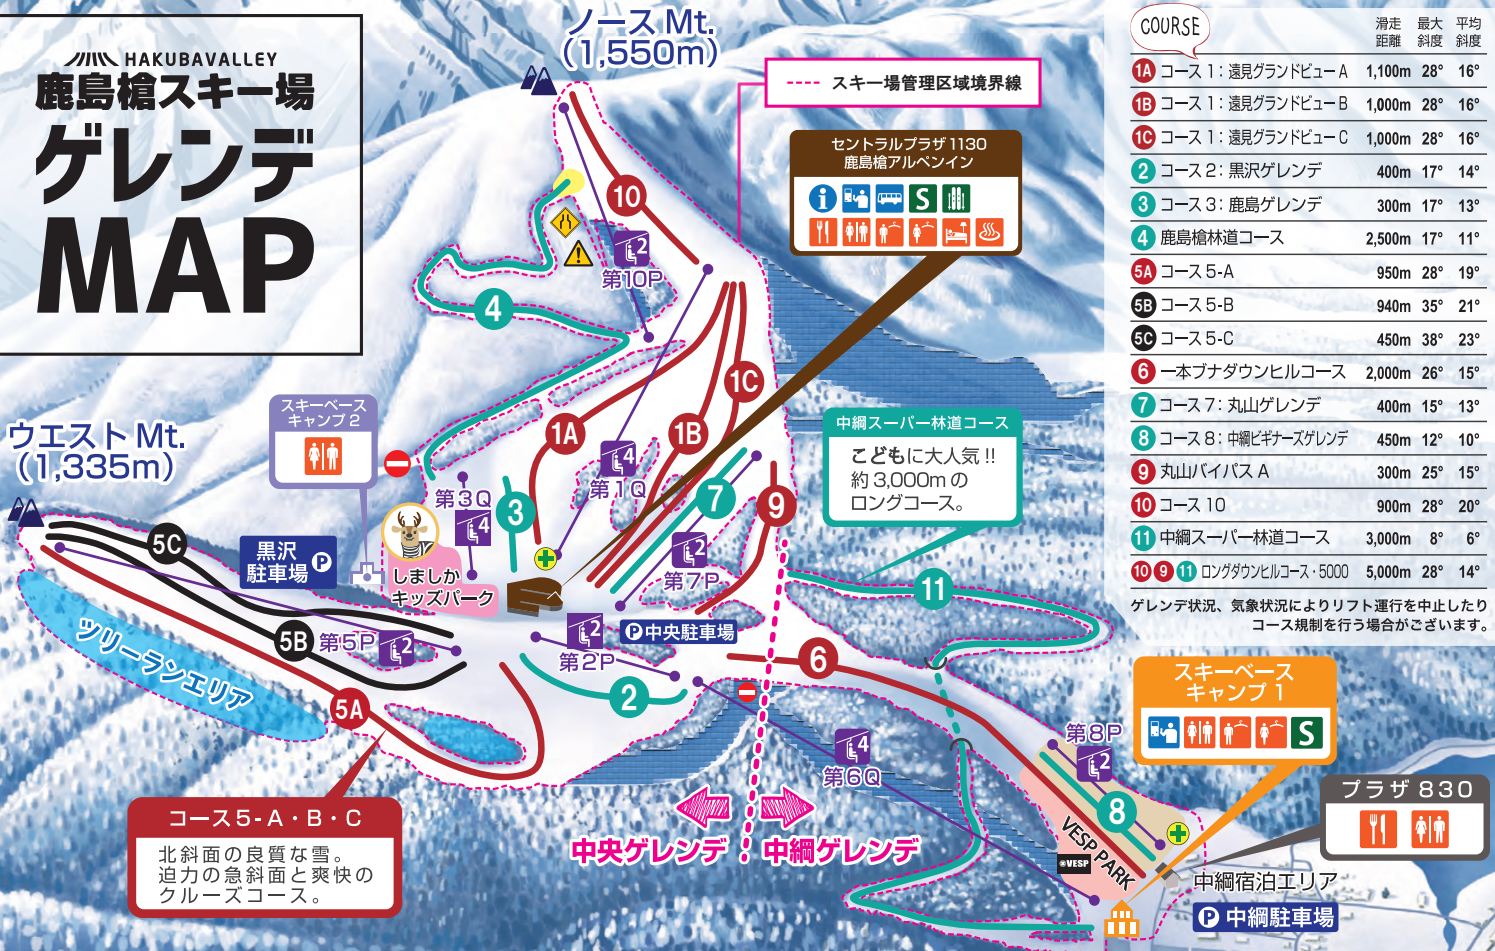 HAKUBAVALLEY
鹿島槍スキー場
ゲレンデ
MAP
ノース Mt.
(1,550m)
スキー場管理区域境界線
セントラルプラザ1130
鹿島槍アルペンイン
i
S
10
2
第10P
4
1C
1A
1B
4
第1Q
スキーベース
キャンプ2
ウエスト Mt.
(1,335m)
第3Q
4
3
7
9
2
第7P
中綱スーパー林道コース
こどもに大人気!!
約3,000mの
ロングコース。
5C
黒沢
駐車場 P
しましか
キッズパーク
11
5B
第5P
2
2
第2P
P中央駐車場
6
ツリーランエリア
5A
2
4
第6Q
コース5-A・B・C
北斜面の良質な雪。
迫力の急斜面と爽快の
クルーズコース。
中央ゲレンデ
中綱ゲレンデ
第8P
2
8
VESP PARK
VESP
スキーベース
キャンプ1
S
プラザ830
中綱宿泊エリア
P 中綱駐車場
COURSE
滑走距離 最大斜度 平均斜度
1A コース1:遠見グランドビューA 1,100m 28° 16°
1B コース1:遠見グランドビューB 1,000m 28° 16°
1C コース1:遠見グランドビューC 1,000m 28° 16°
2 コース2:黒沢ゲレンデ 400m 17° 14°
3 コース3:鹿島ゲレンデ 300m 17° 13°
4 鹿島槍林道コース 2,500m 17° 11°
5A コース5-A 950m 28° 19°
5B コース5-B 940m 35° 21°
5C コース5-C 450m 38° 23°
6 一本ブナダウンヒルコース 2,000m 26° 15°
7 コース7:丸山ゲレンデ 400m 15° 13°
8 コース8:中綱ビギナーズゲレンデ 450m 12° 10°
9 丸山バイパスA 300m 25° 15°
10 コース10 900m 28° 20°
11 中綱スーパー林道コース 3,000m 8° 6°
10 9 11 ロングダウンヒルコース・5000 5,000m 28° 14°
ゲレンデ状況、気象状況によりリフト運行を中止したり
コース規制を行う場合がございます。